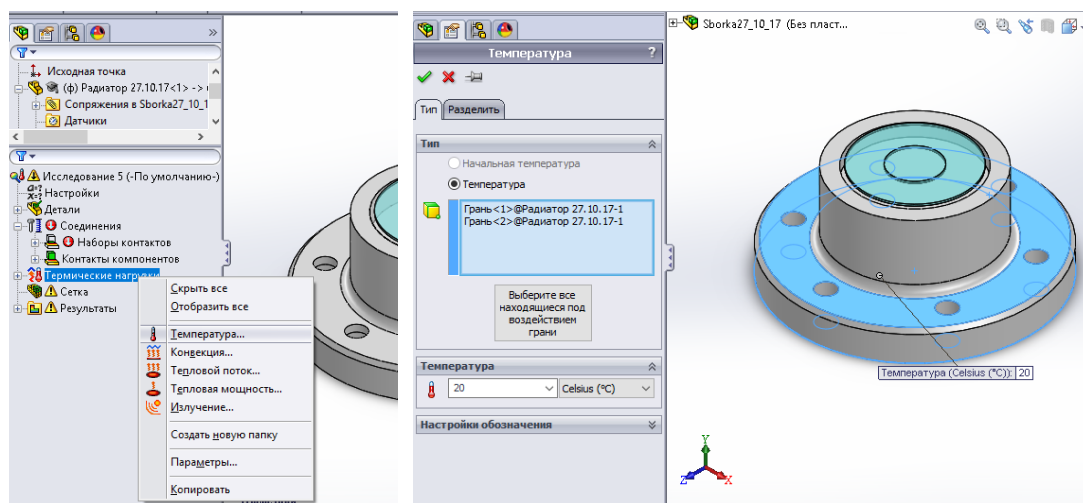 Исходная точка
(ф) Радиатор 27.10.17<1> ->
Сопряжения в Sborka27_10_1
Датчики
Исследование 5 (-По умолчанию-)
Настройки
Детали
Соединения
Наборы контактов
Контакты компонентов
Термические нагрузки
Сетка
Результаты
Скрыть все
Отобразить все
Температура...
Конвекция...
Тепловой поток...
Тепловая мощность...
Излучение...
Создать новую папку
Параметры...
Копировать
Температура ?
Тип Разделить
Тип
Начальная температура
Температура
Грань<1>@Радиатор 27.10.17-1
Грань<2>@Радиатор 27.10.17-1
Выберите все
находящиеся под
воздействием
грани
Температура
20 Celsius (°C)
Настройки обозначения
Sborka27_10_17 (Без пласт...
Температура (Celsius (°C)): 20
Y
Z X